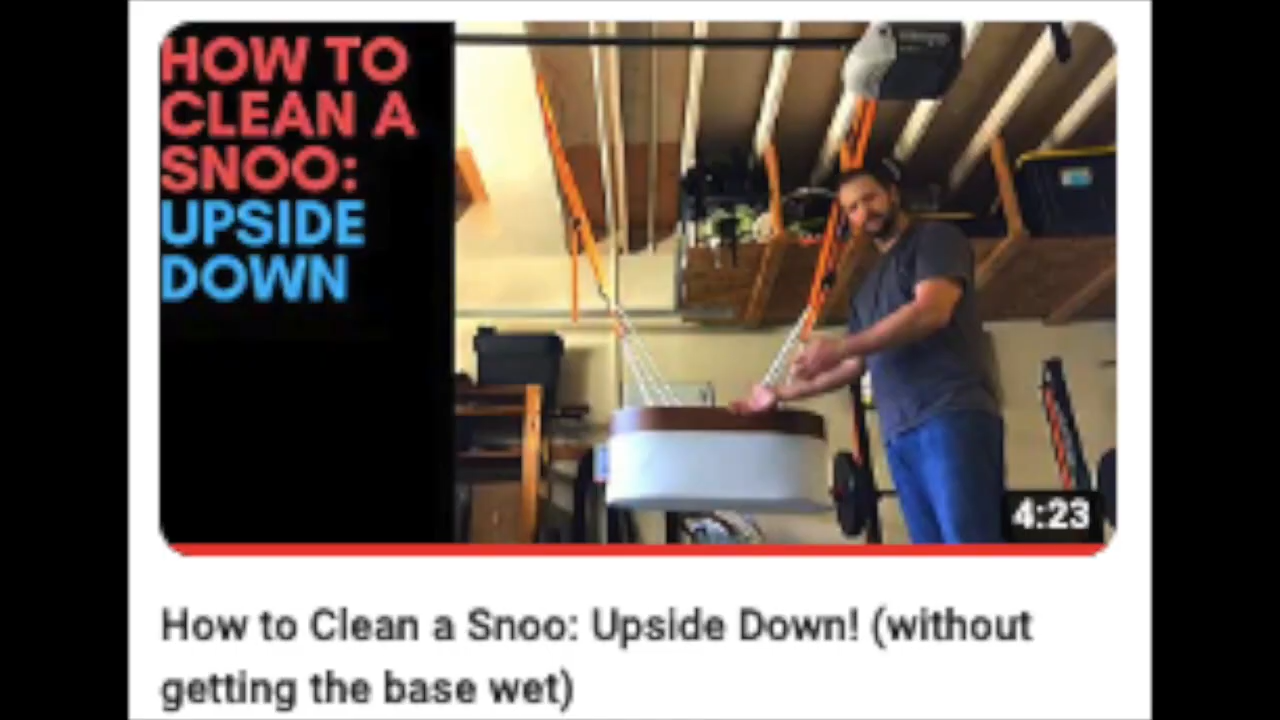 HOW TO
CLEAN A
SNOO:
UPSIDE
DOWN
4:23
How to Clean a Snoo: Upside Down! (without
getting the base wet)